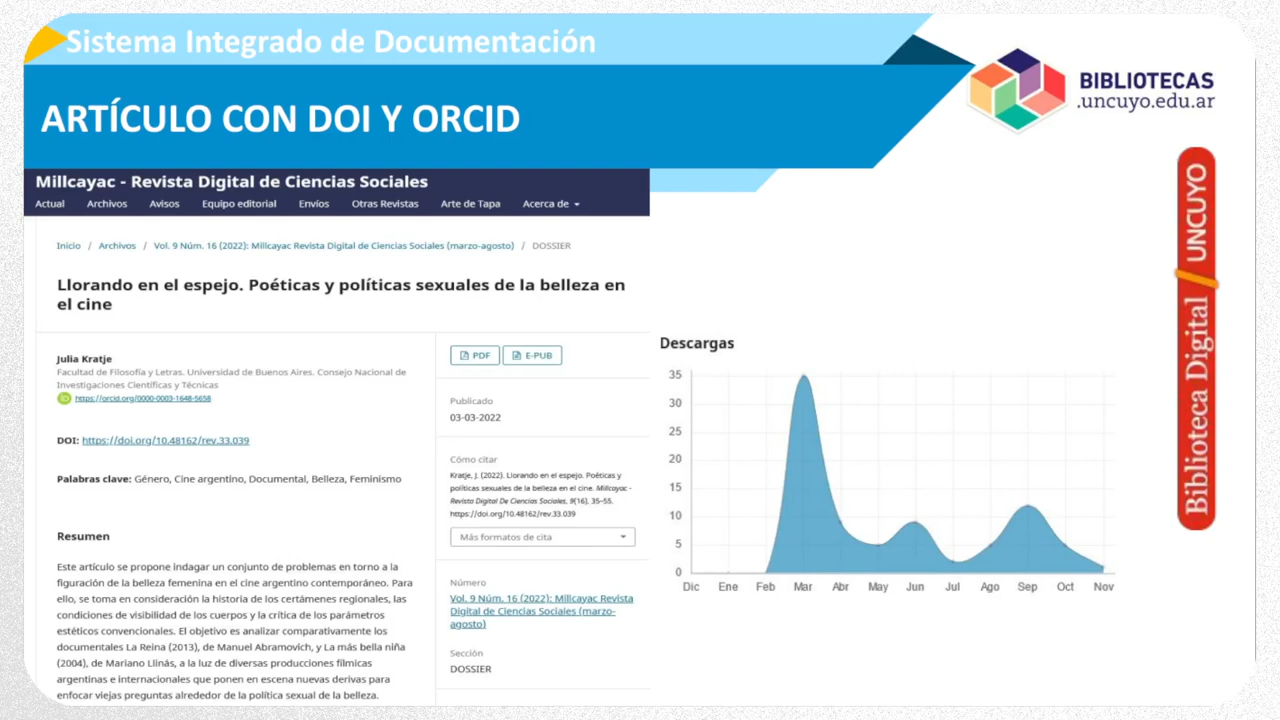 Sistema Integrado de Documentación
ARTÍCULO CON DOI Y ORCID
BIBLIOTECAS
.uncuyo.edu.ar
Biblioteca Digital / UNCUYO
Millcayac - Revista Digital de Ciencias Sociales
Actual Archivos Avisos Equipo editorial Envíos Otras Revistas Arte de Tapa Acerca de
Inicio / Archivos / Vol. 9 Núm. 16 (2022): Millcayac Revista Digital de Ciencias Sociales (marzo-agosto) / DOSSIER
Llorando en el espejo. Poéticas y políticas sexuales de la belleza en
el cine
Julia Kratje
Facultad de Filosofía y Letras. Universidad de Buenos Aires. Consejo Nacional de
Investigaciones Científicas y Técnicas
iD https://orcid.org/0000-0003-1648-5658
DOI: https://doi.org/10.48162/rev.33.039
Palabras clave: Género, Cine argentino, Documental, Belleza, Feminismo
Resumen
Este artículo se propone indagar un conjunto de problemas en torno a la
figuración de la belleza femenina en el cine argentino contemporáneo. Para
ello, se toma en consideración la historia de los certámenes regionales, las
condiciones de visibilidad de los cuerpos y la crítica de los parámetros
estéticos convencionales. El objetivo es analizar comparativamente los
documentales La Reina (2013), de Manuel Abramovich, y La más bella niña
(2004), de Mariano Llinás, a la luz de diversas producciones fílmicas
argentinas e internacionales que ponen en escena nuevas derivas para
enfocar viejas preguntas alrededor de la política sexual de la belleza.
PDF E-PUB
Publicado
03-03-2022
Cómo citar
Kratje, J. (2022). Llorando en el espejo. Poéticas y
políticas sexuales de la belleza en el cine. Millcayac -
Revista Digital De Ciencias Sociales, 9(16), 35–55.
https://doi.org/10.48162/rev.33.039
Más formatos de cita
Número
Vol. 9 Núm. 16 (2022): Millcayac Revista
Digital de Ciencias Sociales (marzo-
agosto)
Sección
DOSSIER
Descargas
35
30
25
20
15
10
5
0
Dic Ene Feb Mar Abr May Jun Jul Ago Sep Oct Nov